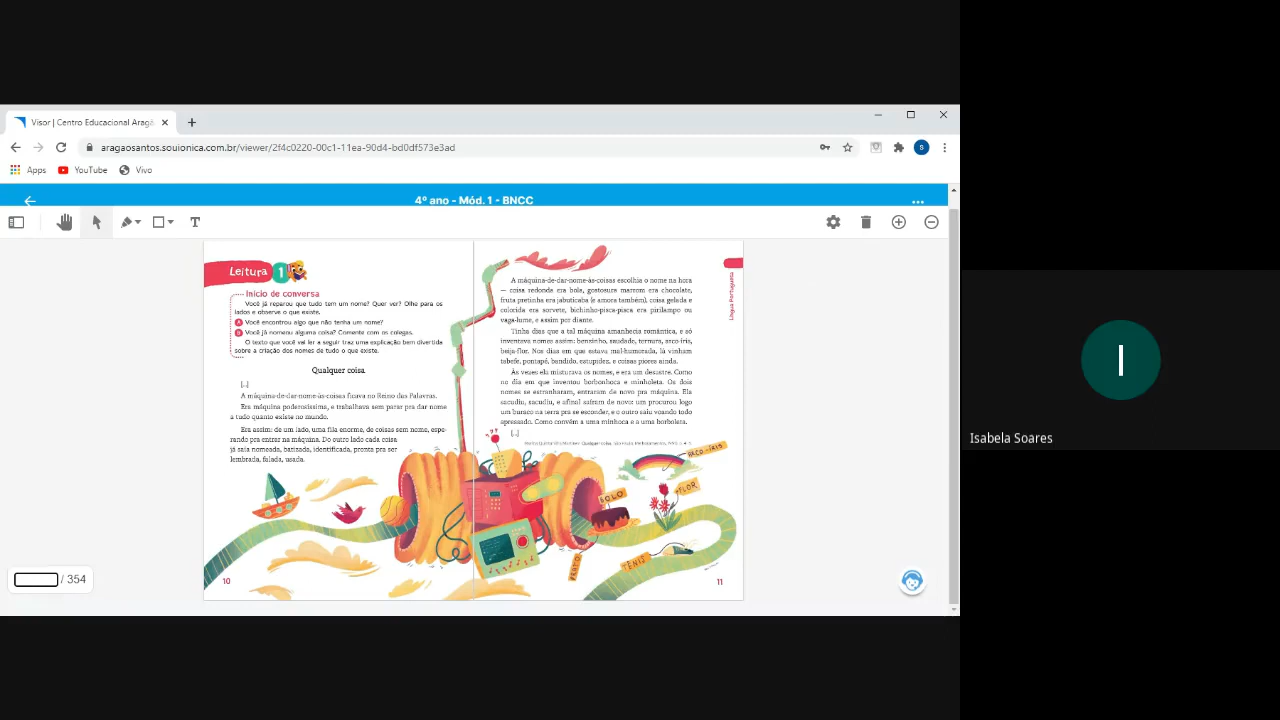 Visor | Centro Educacional Aragã
aragaosantos.souionica.com.br/viewer/2f4c0220-00c1-11ea-90d4-bd0df573e3ad
S
Apps
YouTube
Vivo
4º ano - Mód. 1 - BNCC
T
Leitura 1
Início de conversa
Você já reparou que tudo tem um nome? Quer ver? Olhe para os
lados e observe o que existe.
A Você encontrou algo que não tenha um nome?
B Você já nomeou alguma coisa? Comente com os colegas.
O texto que você vai ler a seguir traz uma explicação bem divertida
sobre a criação dos nomes de tudo o que existe.
Qualquer coisa
[...]
A máquina-de-dar-nome-às-coisas ficava no Reino das Palavras.
Era máquina poderosíssima, e trabalhava sem parar pra dar nome
a tudo quanto existe no mundo.
Era assim: de um lado, uma fila enorme, de coisas sem nome, espe-
rando pra entrar na máquina. Do outro lado cada coisa
já saía nomeada, batizada, identificada, pronta pra ser
lembrada, falada, usada.
10
A máquina-de-dar-nome-às-coisas escolhia o nome na hora
— coisa redonda era bola, gostosura marrom era chocolate,
fruta pretinha era jabuticaba (e amora também), coisa gelada e
colorida era sorvete, bichinho-pisca-pisca era pirilampo ou
vaga-lume, e assim por diante.
Tinha dias que a tal máquina amanhecia romântica, e só
inventava nomes assim: benzinho, saudade, ternura, arco-íris,
beija-flor. Nos dias em que estava mal-humorada, lá vinham
tabefe, pontapé, bandido, estupidez, e coisas piores ainda.
Às vezes ela misturava os nomes, e era um desastre. Como
no dia em que inventou borbonhoca e minholeta. Os dois
nomes se estranharam, entraram de novo pra máquina. Ela
sacudiu, sacudiu, e afinal saíram de novo: um procurou logo
um buraco na terra pra se esconder, e o outro saiu voando todo
apressado. Como convém a uma minhoca e a uma borboleta.
[...]
Língua Portuguesa
ARCO-ÍRIS
BOLO
FLOR
PRATO
TÊNIS
11
/ 354
I
Isabela Soares